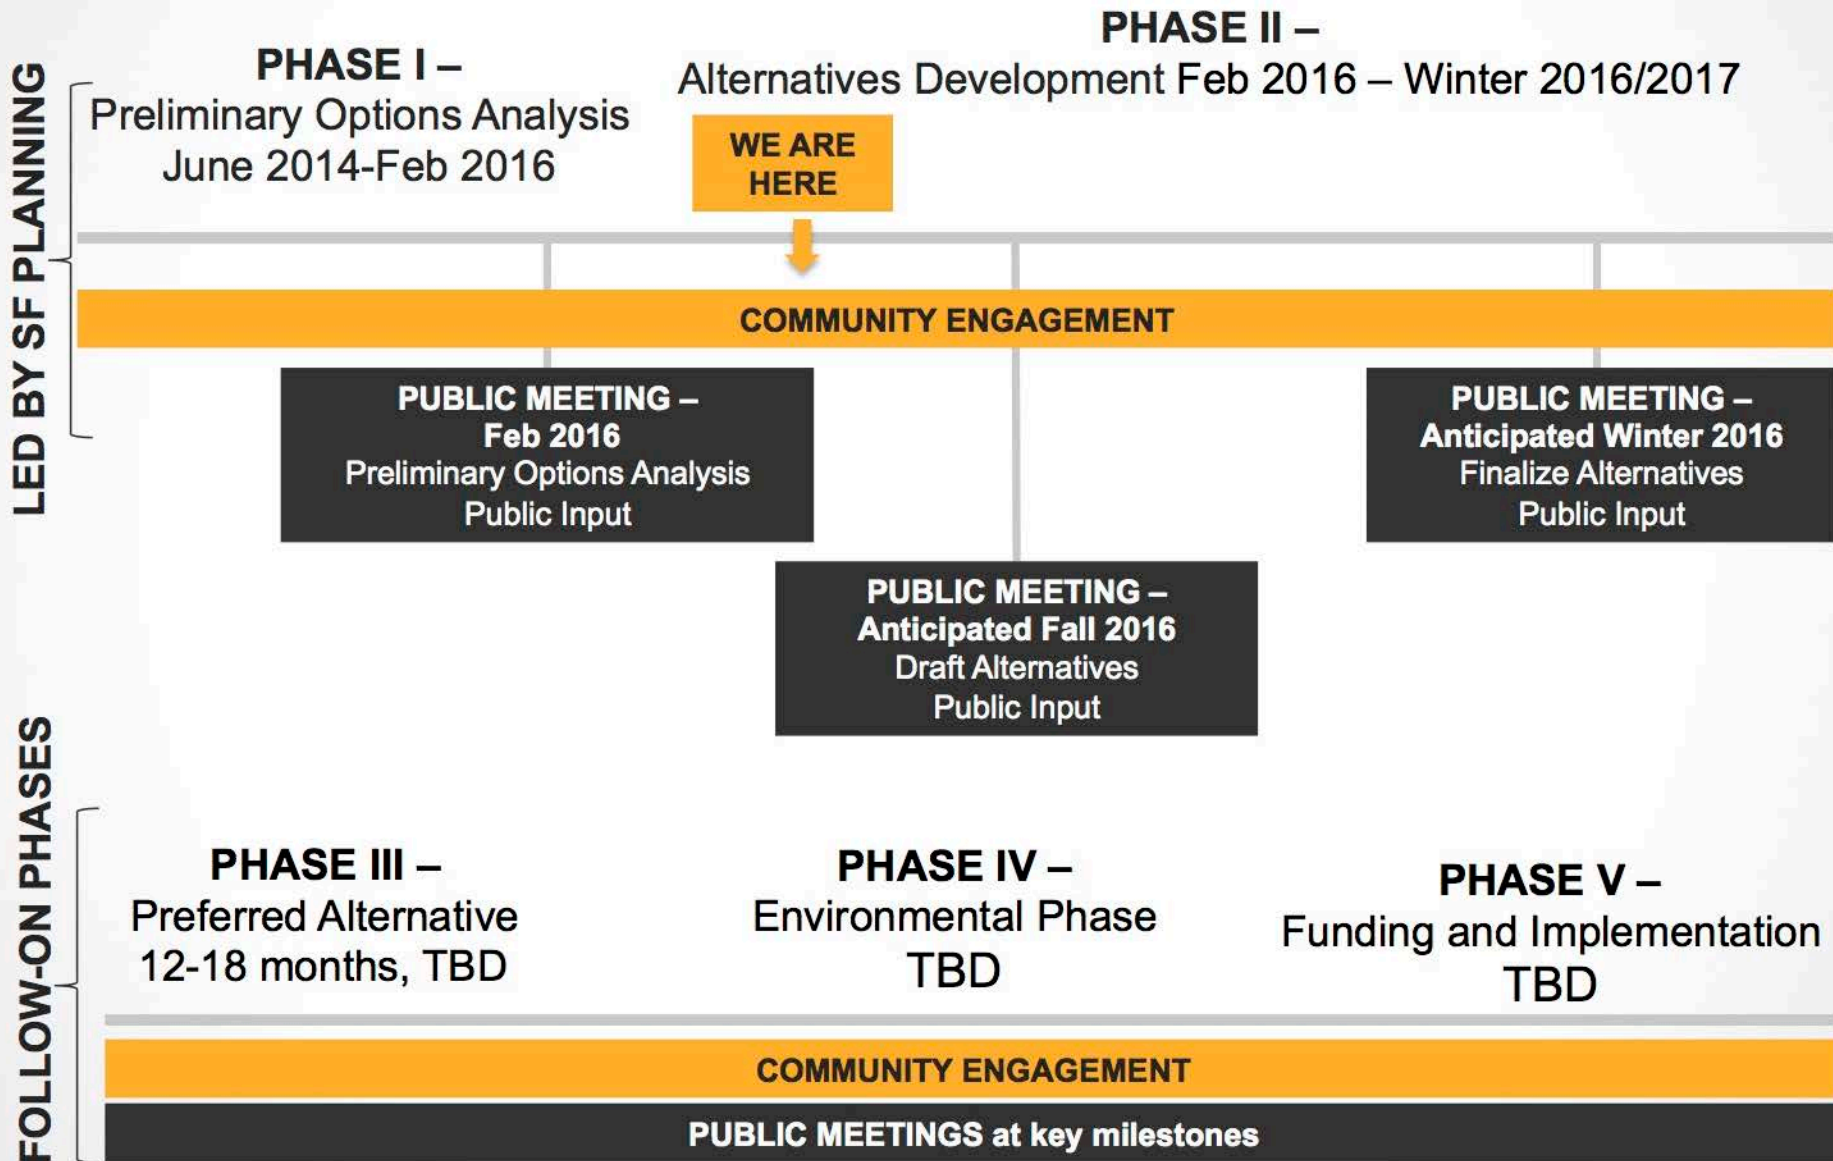 LED BY SF PLANNING
PHASE I –
Preliminary Options Analysis
June 2014-Feb 2016
PHASE II –
Alternatives Development Feb 2016 – Winter 2016/2017
WE ARE
HERE
COMMUNITY ENGAGEMENT
PUBLIC MEETING –
Feb 2016
Preliminary Options Analysis
Public Input
PUBLIC MEETING –
Anticipated Fall 2016
Draft Alternatives
Public Input
PUBLIC MEETING –
Anticipated Winter 2016
Finalize Alternatives
Public Input
FOLLOW-ON PHASES
PHASE III –
Preferred Alternative
12-18 months, TBD
PHASE IV –
Environmental Phase
TBD
PHASE V –
Funding and Implementation
TBD
COMMUNITY ENGAGEMENT
PUBLIC MEETINGS at key milestones